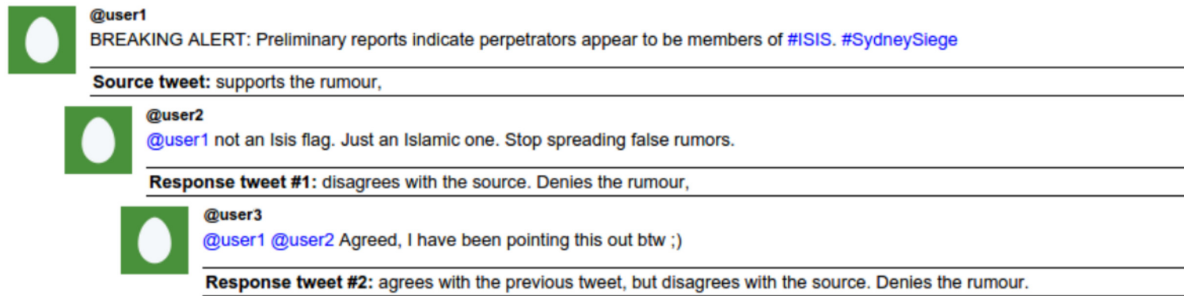 @user1
BREAKING ALERT: Preliminary reports indicate perpetrators appear to be members of #ISIS. #SydneySiege
Source tweet: supports the rumour,
@user2
@user1 not an Isis flag. Just an Islamic one. Stop spreading false rumors.
Response tweet #1: disagrees with the source. Denies the rumour,
@user3
@user1 @user2 Agreed, I have been pointing this out btw ;)
Response tweet #2: agrees with the previous tweet, but disagrees with the source. Denies the rumour.